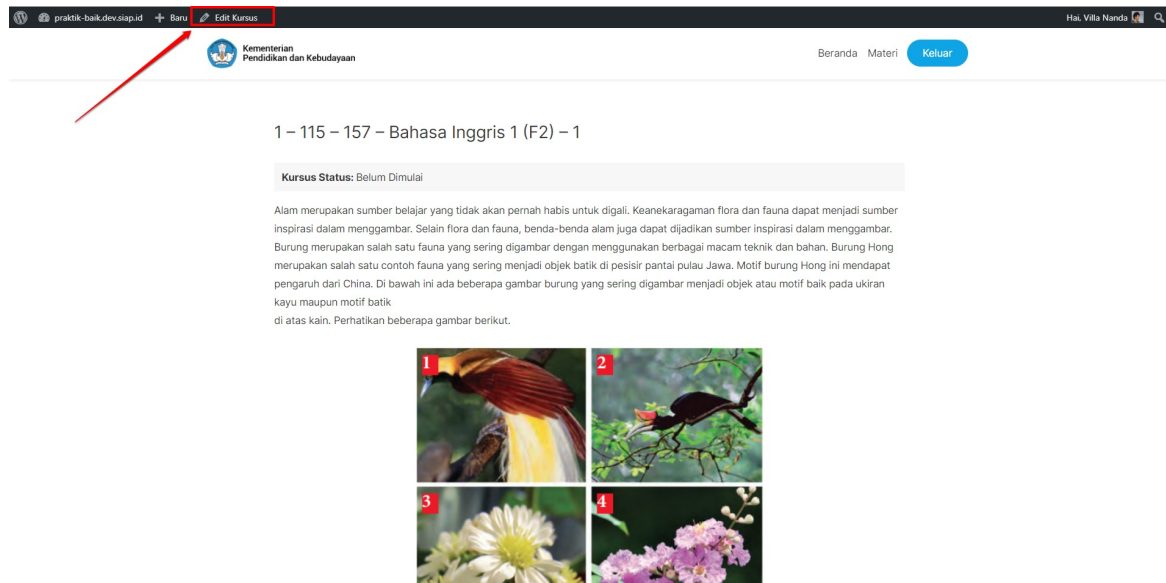 praktik-baik.dev.siap.id Baru Edit Kursus Hai, Villa Nanda
Kementerian
Pendidikan dan Kebudayaan
Beranda Materi Keluar
1 – 115 – 157 – Bahasa Inggris 1 (F2) – 1
Kursus Status: Belum Dimulai
Alam merupakan sumber belajar yang tidak akan pernah habis untuk digali. Keanekaragaman flora dan fauna dapat menjadi sumber
inspirasi dalam menggambar. Selain flora dan fauna, benda-benda alam juga dapat dijadikan sumber inspirasi dalam menggambar.
Burung merupakan salah satu fauna yang sering digambar dengan menggunakan berbagai macam teknik dan bahan. Burung Hong
merupakan salah satu contoh fauna yang sering menjadi objek batik di pesisir pantai pulau Jawa. Motif burung Hong ini mendapat
pengaruh dari China. Di bawah ini ada beberapa gambar burung yang sering digambar menjadi objek atau motif baik pada ukiran
kayu maupun motif batik
di atas kain. Perhatikan beberapa gambar berikut.
1 2
3 4